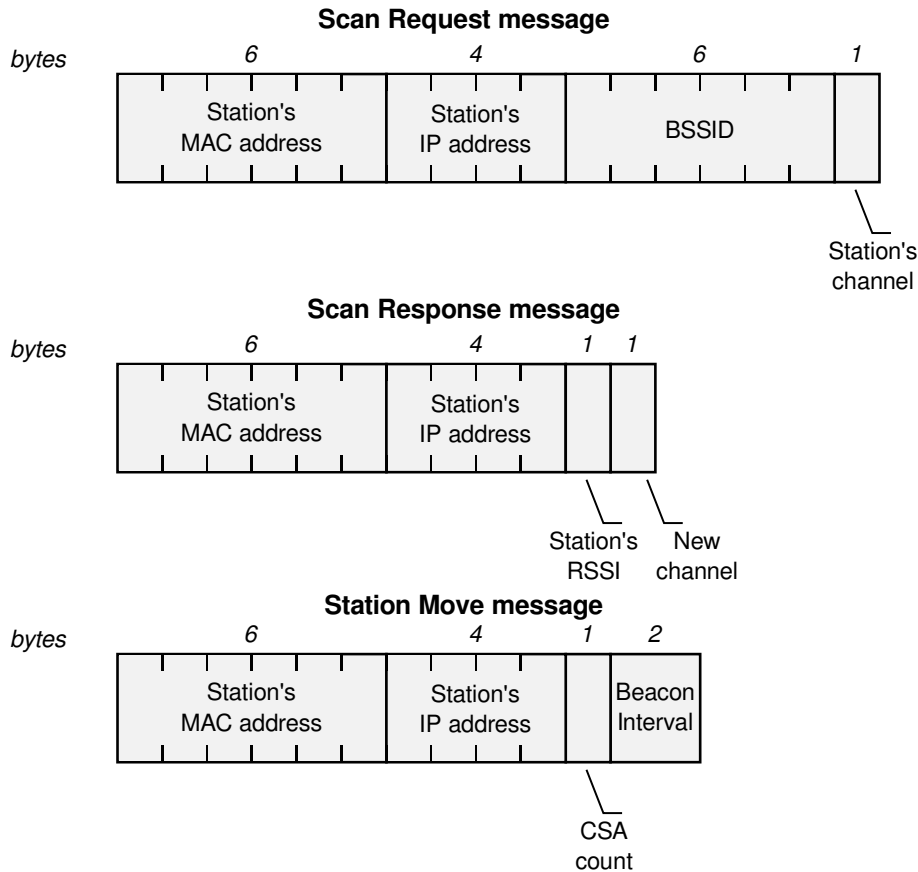 Scan Request message
bytes 6 4 6 1
Station's
MAC address
Station's
IP address
BSSID
Station's
channel
Scan Response message
bytes 6 4 1 1
Station's
MAC address
Station's
IP address
Station's
RSSI
New
channel
Station Move message
bytes 6 4 1 2
Station's
MAC address
Station's
IP address
Beacon
Interval
CSA
count